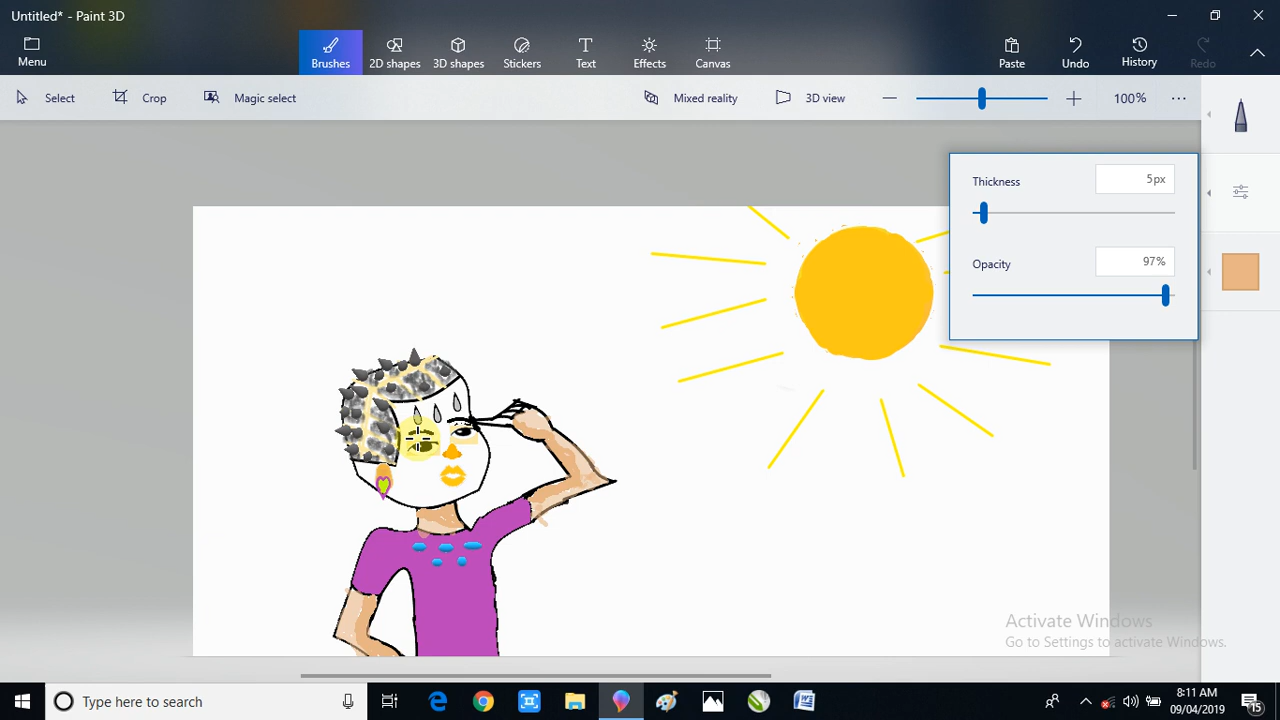 Untitled* - Paint 3D
Menu
Brushes
2D shapes
3D shapes
Stickers
Text
Effects
Canvas
Paste
Undo
History
Redo
Select
Crop
Magic select
Mixed reality
3D view
100%
Thickness
5px
Opacity
97%
Activate Windows
Go to Settings to activate Windows.
Type here to search
8:11 AM
09/04/2019
15